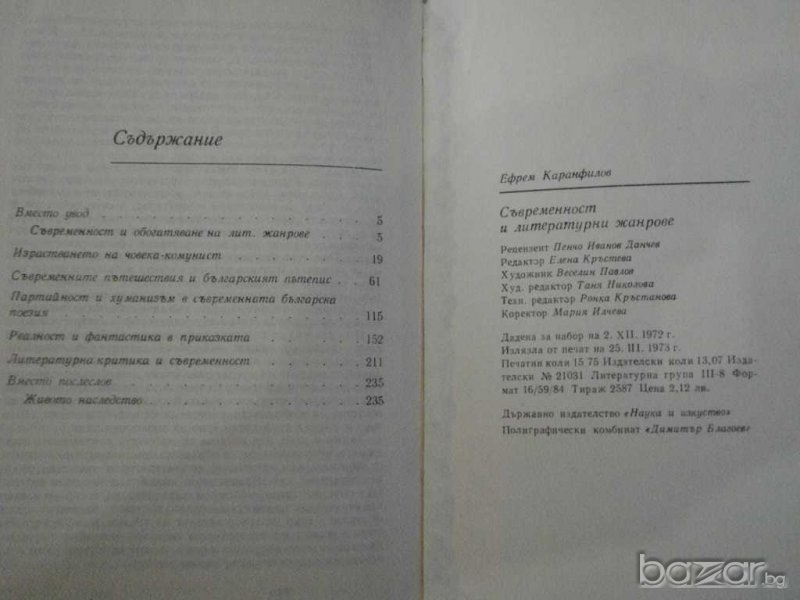 Съдържание
Вместо увод 5
Съвременност и обогатяване на лит. жанрове 5
Израстването на човека-комунист 19
Съвременните пътешествия и българският пътепис 61
Партийност и хуманизъм в съвременната българска
поезия 115
Реалност и фантастика в приказката 152
Литературна критика и съвременност 211
Вместо послеслов 235
Живото наследство 235
Ефрем Каранфилов
Съвременност
и литературни жанрове
Рецензент Пенчо Иванов Данчев
Редактор Елена Кръстева
Художник Веселин Павлов
Худ. редактор Таня Николова
Техн. редактор Ронка Кръстанова
Коректор Мария Илчева
Дадена за набор на 2. XII. 1972 г.
Излязла от печат на 25. III. 1973 г.
Печатни коли 15 75 Издателски коли 13,07 Изда-
телски № 21031 Литературна група III-8 Фор-
мат 16/59/84 Тираж 2587 Цена 2,12 лв.
Държавно издателство «Наука и изкуство»
Полиграфически комбинат «Димитър Благоев»
bazar.bg